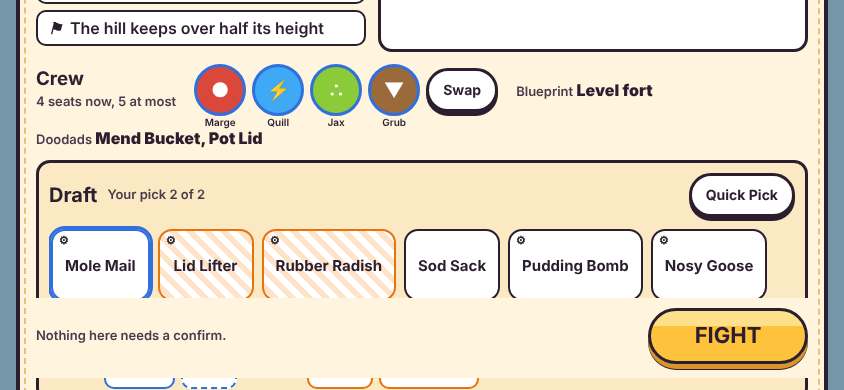 The hill keeps over half its height
Crew
4 seats now, 5 at most
Marge
Quill
Jax
Grub
Swap
Blueprint Level fort
Doodads Mend Bucket, Pot Lid
Draft Your pick 2 of 2
Quick Pick
Mole Mail
Lid Lifter
Rubber Radish
Sod Sack
Pudding Bomb
Nosy Goose
Nothing here needs a confirm.
FIGHT